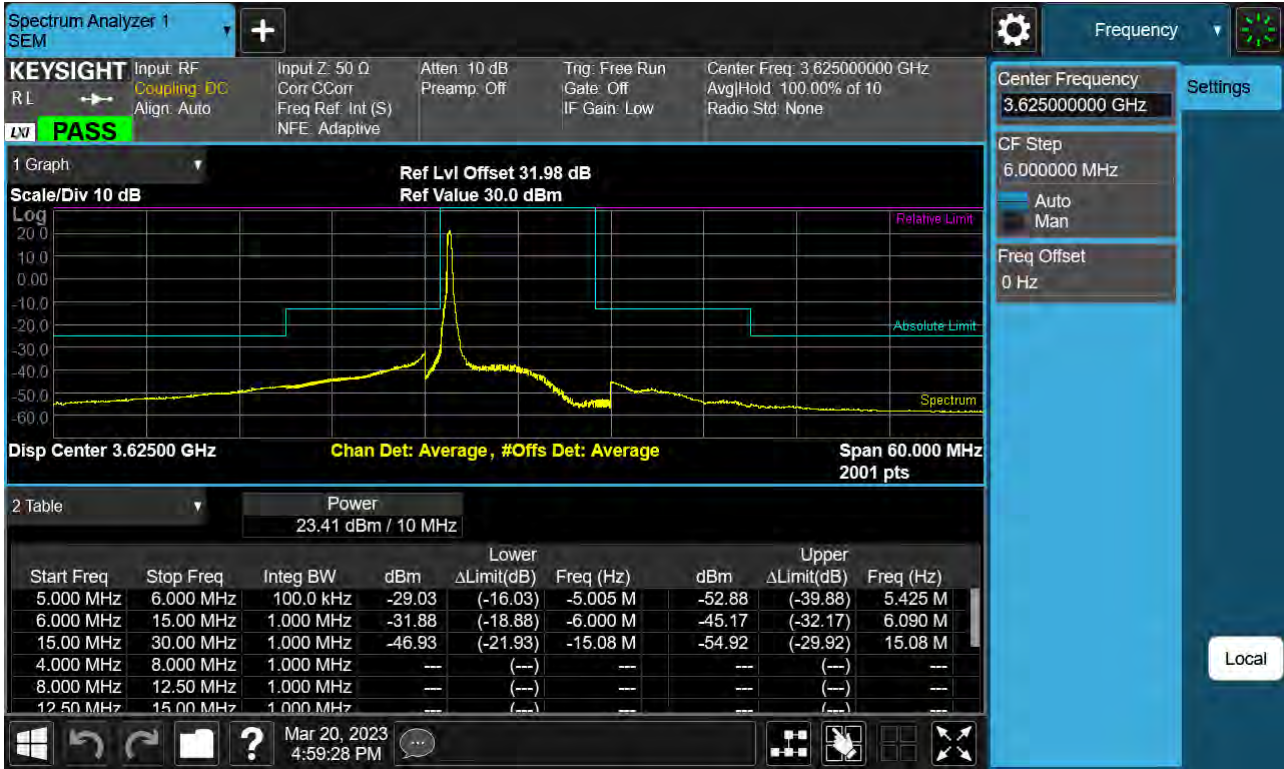 Spectrum Analyzer 1
SEM
Frequency
KEYSIGHT
RL
LXI
PASS
Input: RF
Coupling: DC
Align: Auto
Input Z: 50 Ω
Corr CCorr
Freq Ref: Int (S)
NFE: Adaptive
Atten: 10 dB
Preamp: Off
Trig: Free Run
Gate: Off
IF Gain: Low
Center Freq: 3.625000000 GHz
Avg|Hold: 100.00% of 10
Radio Std: None
Center Frequency
3.625000000 GHz
Settings
CF Step
6.000000 MHz
Auto
Man
Freq Offset
0 Hz
1 Graph
Ref Lvl Offset 31.98 dB
Scale/Div 10 dB
Ref Value 30.0 dBm
Log
Relative Limit
20.0
10.0
0.00
-10.0
-20.0
Absolute Limit
-30.0
-40.0
-50.0
Spectrum
-60.0
Disp Center 3.62500 GHz
Chan Det: Average , #Offs Det: Average
Span 60.000 MHz
2001 pts
2 Table
Power
23.41 dBm / 10 MHz
Lower Upper
Start Freq Stop Freq Integ BW dBm ΔLimit(dB) Freq (Hz) dBm ΔLimit(dB) Freq (Hz)
5.000 MHz 6.000 MHz 100.0 kHz -29.03 (-16.03) -5.005 M -52.88 (-39.88) 5.425 M
6.000 MHz 15.00 MHz 1.000 MHz -31.88 (-18.88) -6.000 M -45.17 (-32.17) 6.090 M
15.00 MHz 30.00 MHz 1.000 MHz -46.93 (-21.93) -15.08 M -54.92 (-29.92) 15.08 M
4.000 MHz 8.000 MHz 1.000 MHz --- (---) --- --- (---) ---
8.000 MHz 12.50 MHz 1.000 MHz --- (---) --- --- (---) ---
12.50 MHz 15.00 MHz 1.000 MHz --- (---) --- --- (---) ---
Local
?
Mar 20, 2023
4:59:28 PM